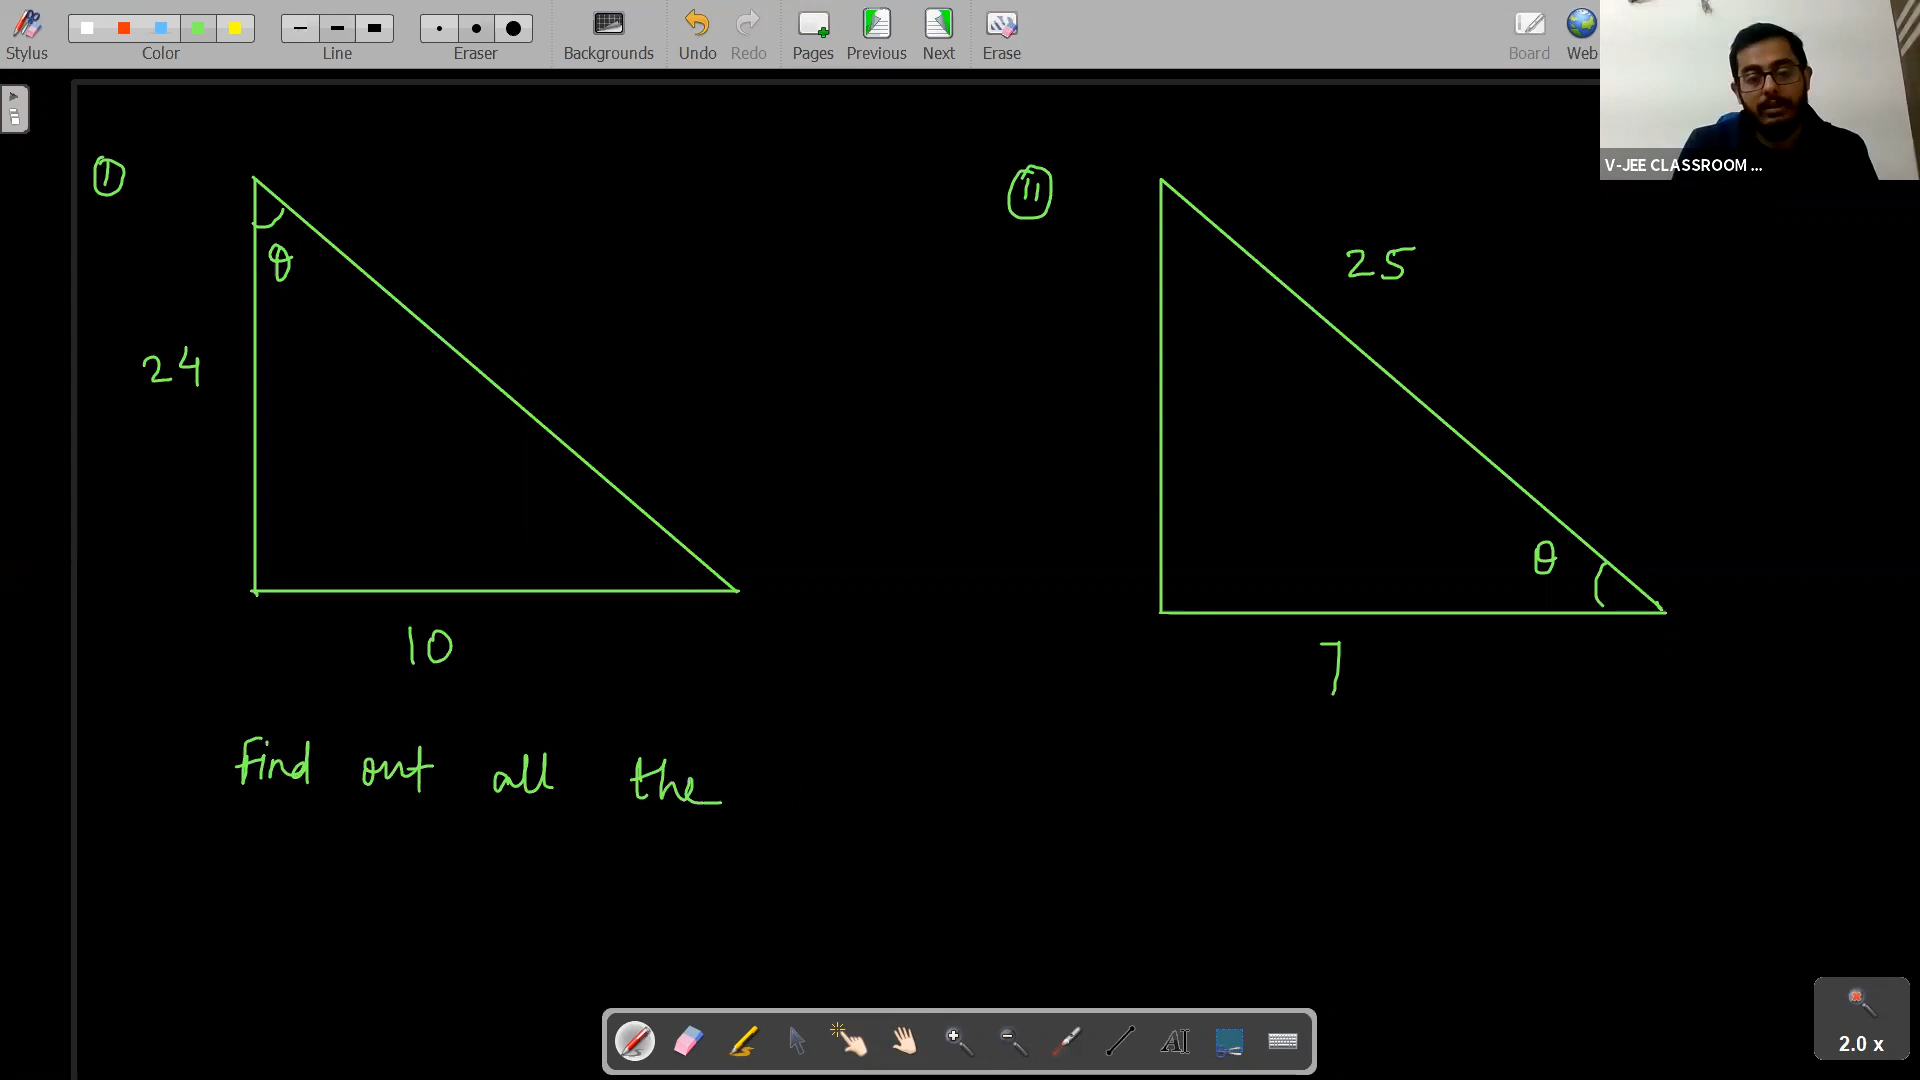 Stylus
Color
Line
Eraser
Backgrounds
Undo
Redo
Pages
Previous
Next
Erase
Board
Web
V-JEE CLASSROOM ...
I
θ
24
10
II
25
θ
7
Find out all the
2.0 x